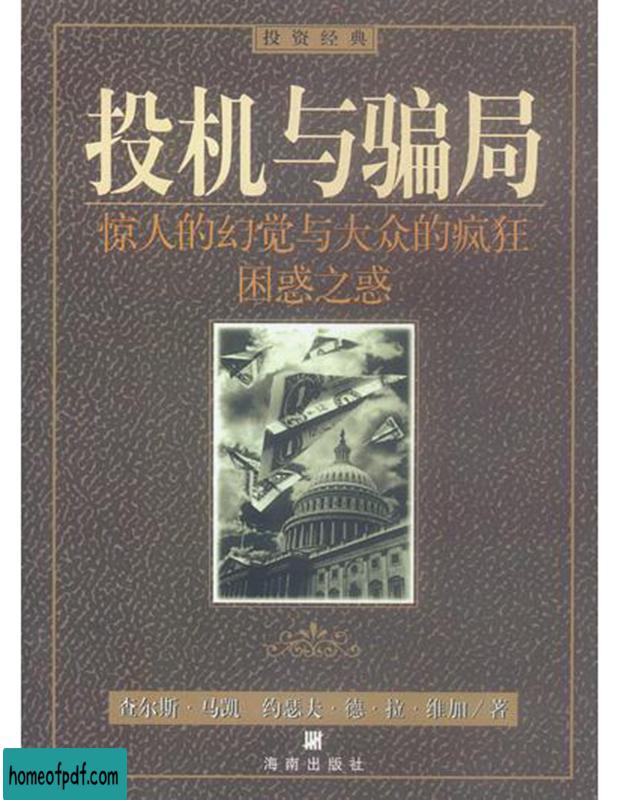 投资经典
投机与骗局
惊人的幻觉与大众的疯狂
困惑之惑
查尔斯·马凯 约瑟夫·德·拉·维加/著
海南出版社
homeofpdf.com